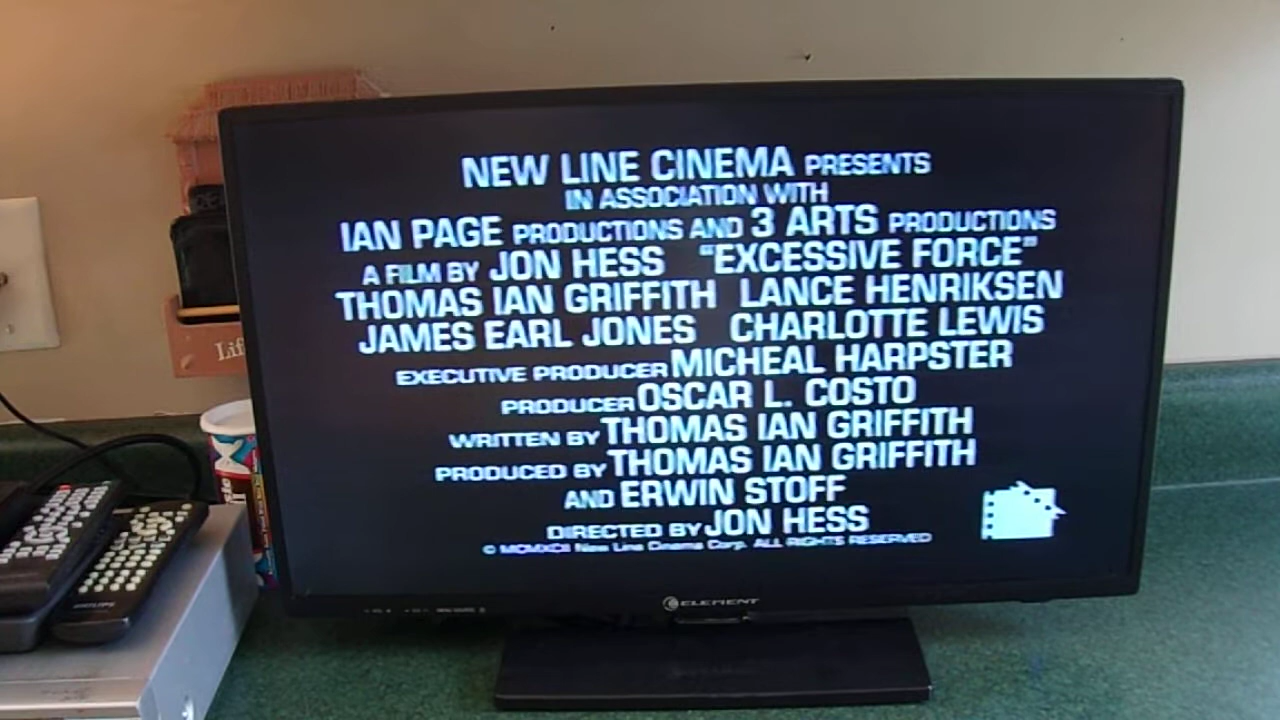 NEW LINE CINEMA PRESENTS
IN ASSOCIATION WITH
IAN PAGE PRODUCTIONS AND 3 ARTS PRODUCTIONS
A FILM BY JON HESS "EXCESSIVE FORCE"
THOMAS IAN GRIFFITH LANCE HENRIKSEN
JAMES EARL JONES CHARLOTTE LEWIS
EXECUTIVE PRODUCER MICHEAL HARPSTER
PRODUCER OSCAR L. COSTO
WRITTEN BY THOMAS IAN GRIFFITH
PRODUCED BY THOMAS IAN GRIFFITH
AND ERWIN STOFF
DIRECTED BY JON HESS
© MCMXCII New Line Cinema Corp. ALL RIGHTS RESERVED
ELEMENT
Lif
PHILIPS